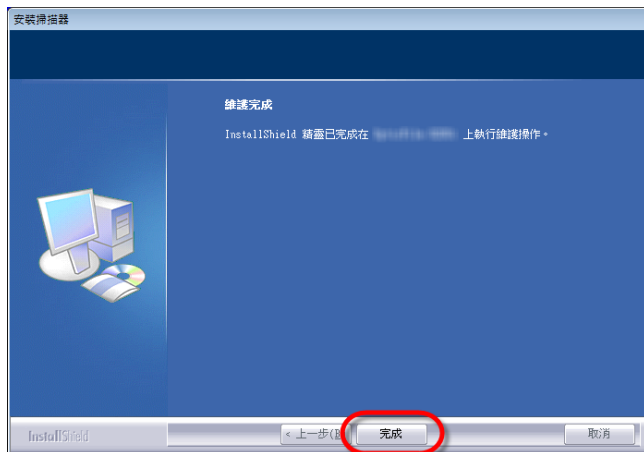 安裝掃描器
維護完成
InstallShield 精靈已完成在 上執行維護操作。
InstallShield
< 上一步(B
完成
取消